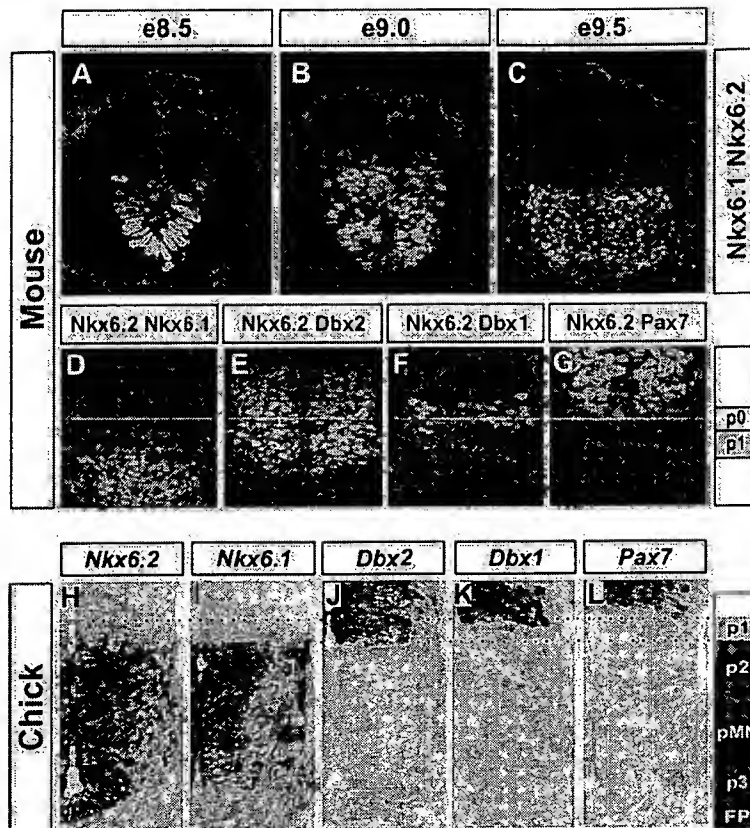 e8.5 e9.0 e9.5
Mouse
A B C
Nkx6.1 Nkx6.2
Nkx6.2 Nkx6.1 Nkx6.2 Dbx2 Nkx6.2 Dbx1 Nkx6.2 Pax7
D E F G
p0
p1
Nkx6.2 Nkx6.1 Dbx2 Dbx1 Pax7
Chick
H I J K L
p1
p2
pMN
p3
FP